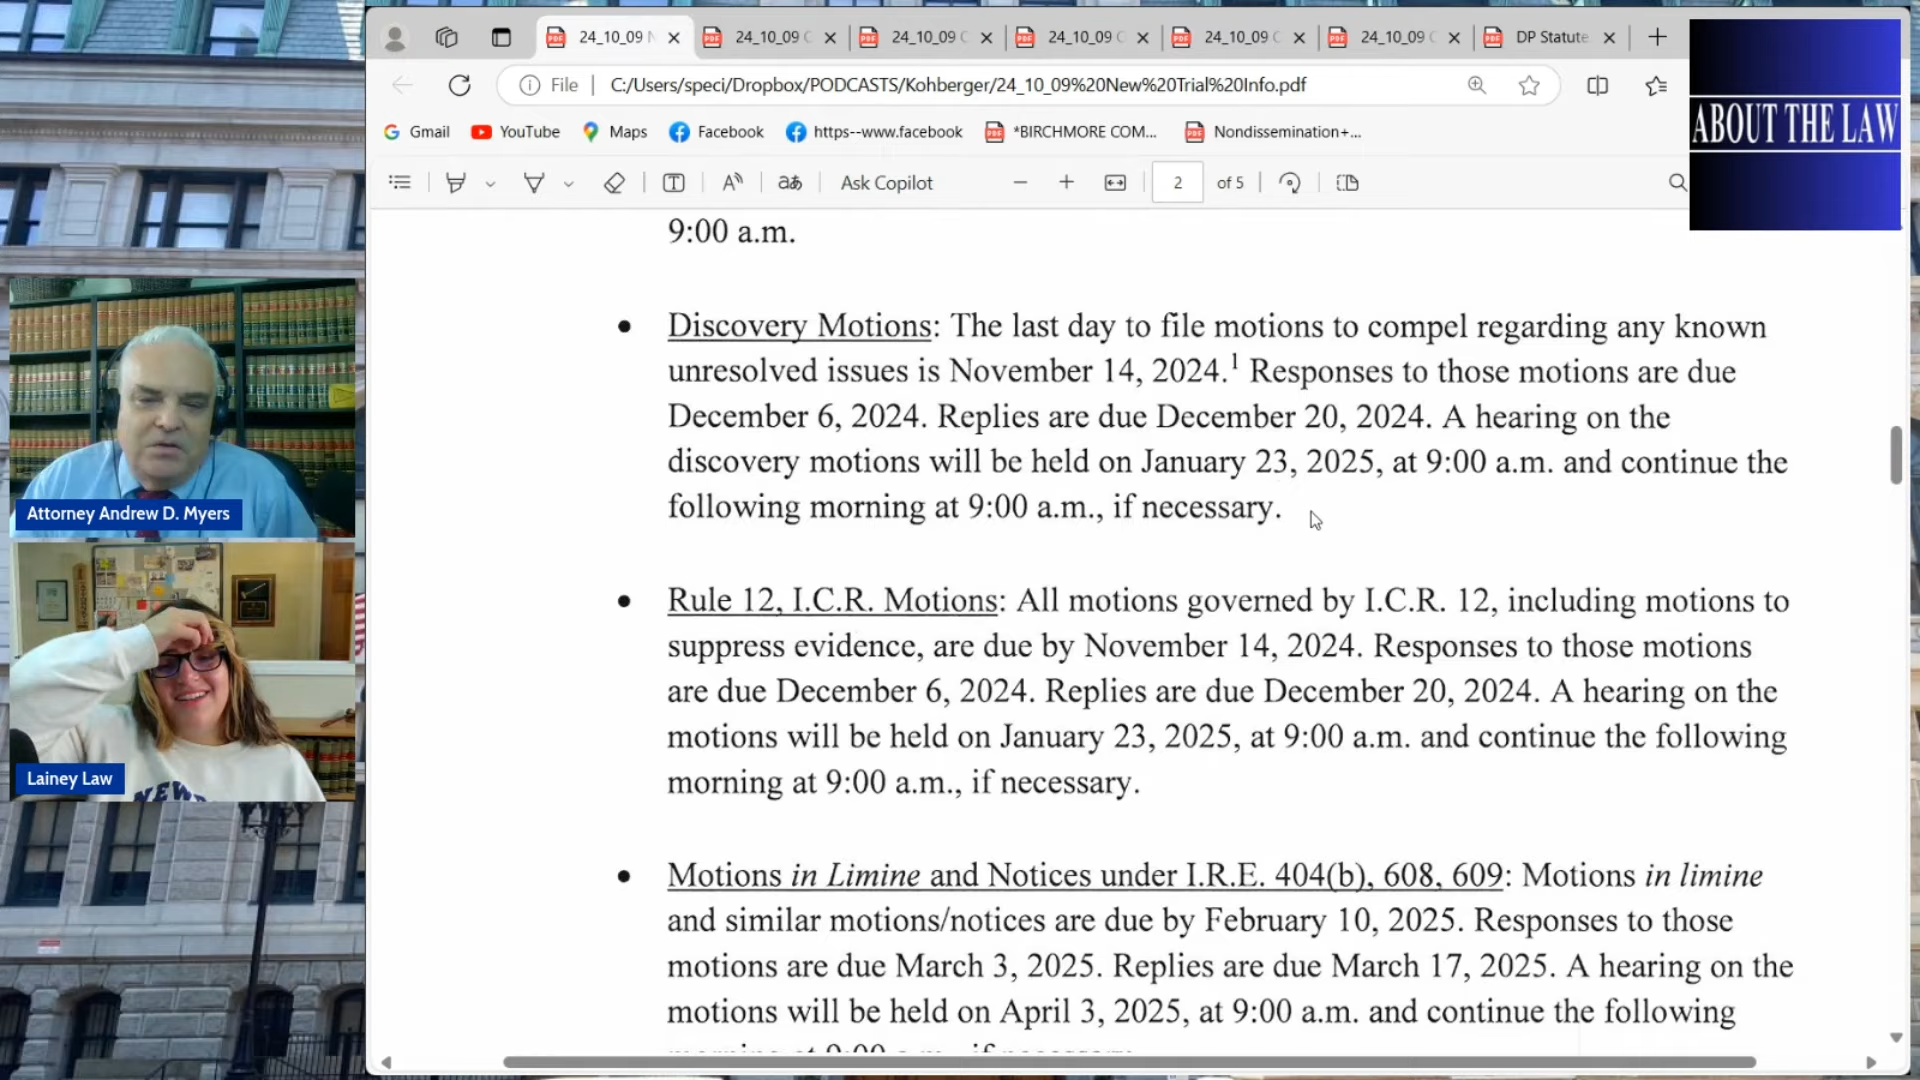 24_10_09 N
24_10_09 C
24_10_09 C
24_10_09 C
24_10_09 C
24_10_09 C
DP Statute
File
C:/Users/speci/Dropbox/PODCASTS/Kohberger/24_10_09%20New%20Trial%20Info.pdf
Gmail
YouTube
Maps
Facebook
https--www.facebook
*BIRCHMORE COM...
Nondissemination+...
Ask Copilot
2 of 5
ABOUT THE LAW
9:00 a.m.
• Discovery Motions: The last day to file motions to compel regarding any known
unresolved issues is November 14, 2024.1 Responses to those motions are due
December 6, 2024. Replies are due December 20, 2024. A hearing on the
discovery motions will be held on January 23, 2025, at 9:00 a.m. and continue the
following morning at 9:00 a.m., if necessary.
• Rule 12, I.C.R. Motions: All motions governed by I.C.R. 12, including motions to
suppress evidence, are due by November 14, 2024. Responses to those motions
are due December 6, 2024. Replies are due December 20, 2024. A hearing on the
motions will be held on January 23, 2025, at 9:00 a.m. and continue the following
morning at 9:00 a.m., if necessary.
• Motions in Limine and Notices under I.R.E. 404(b), 608, 609: Motions in limine
and similar motions/notices are due by February 10, 2025. Responses to those
motions are due March 3, 2025. Replies are due March 17, 2025. A hearing on the
motions will be held on April 3, 2025, at 9:00 a.m. and continue the following
morning at 9:00 a.m., if necessary.
Attorney Andrew D. Myers
Lainey Law